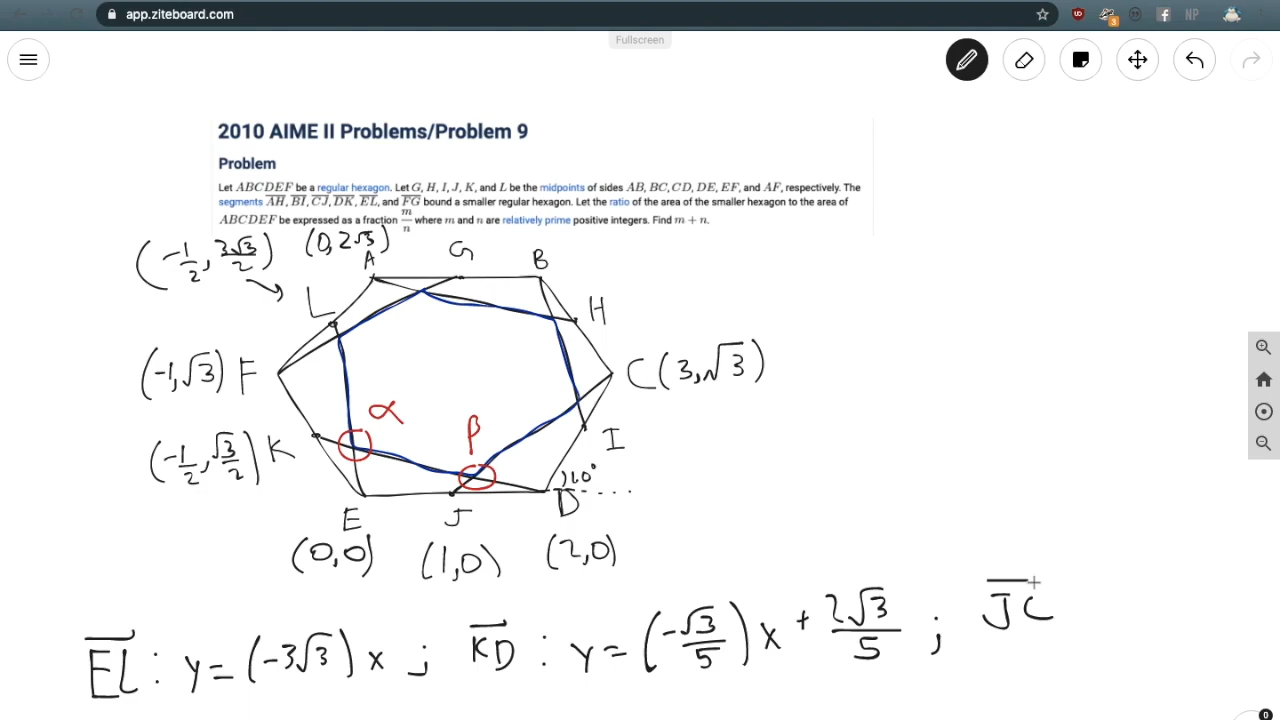 app.ziteboard.com
3
NP
Fullscreen
2010 AIME II Problems/Problem 9
Problem
Let ABCDEF be a regular hexagon. Let G, H, I, J, K, and L be the midpoints of sides AB, BC, CD, DE, EF, and AF, respectively. The
segments AH, BI, CJ, DK, EL, and FG bound a smaller regular hexagon. Let the ratio of the area of the smaller hexagon to the area of
ABCDEF be expressed as a fraction m/n where m and n are relatively prime positive integers. Find m + n.
(-1/2, 3√3/2) (0, 2√3)
A G B
L H
(-1, √3) F C (3, √3)
α β
(-1/2, √3/2) K I
E J D
(0,0) (1,0) (2,0)
EL : y = (-3√3) x ; KD : y = (-√3/5) x + 2√3/5 ; JC
0